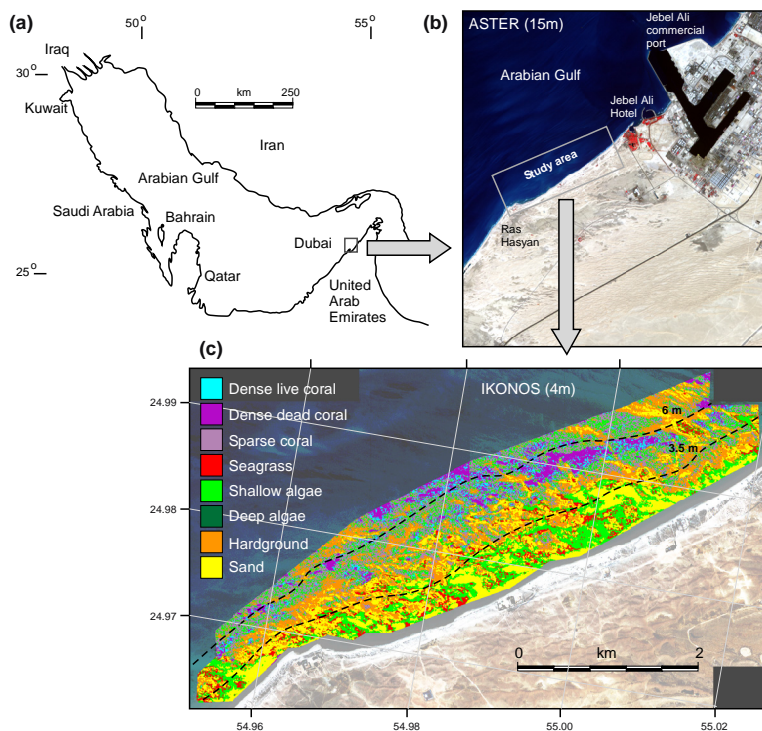 (a)
50°
55°
Iraq
30°
Kuwait
0 km 250
Iran
Arabian Gulf
Saudi Arabia
Bahrain
Dubai
25°
Qatar
United
Arab
Emirates
(b)
ASTER (15m)
Jebel Ali
commercial
port
Arabian Gulf
Jebel Ali
Hotel
Study area
Ras
Hasyan
(c)
IKONOS (4m)
Dense live coral
Dense dead coral
Sparse coral
Seagrass
Shallow algae
Deep algae
Hardground
Sand
6 m
3.5 m
24.99
24.98
24.97
0 km 2
54.96
54.98
55.00
55.02